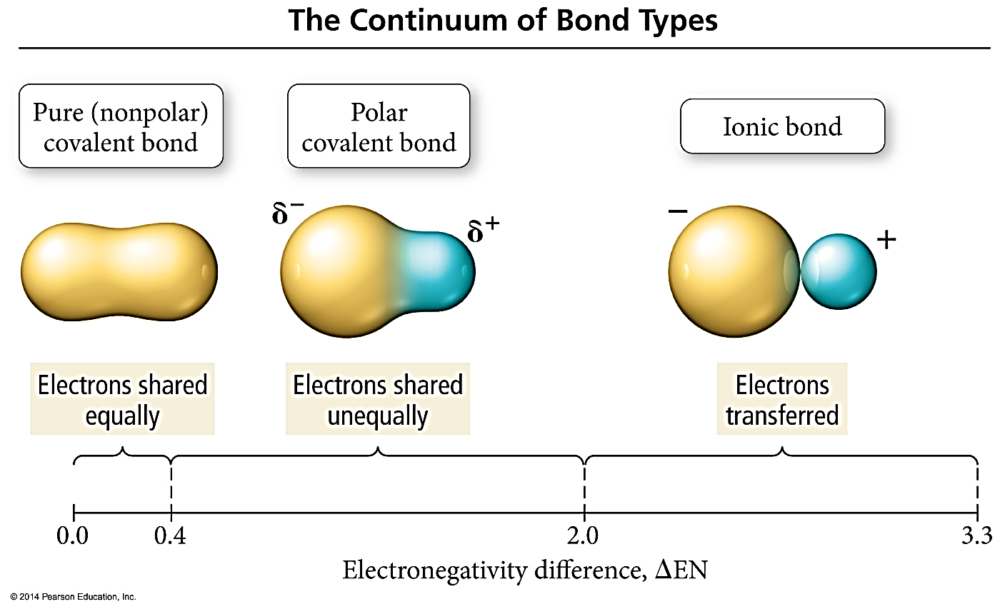 The Continuum of Bond Types
Pure (nonpolar)
covalent bond
Polar
covalent bond
Ionic bond
δ−
δ+
−
+
Electrons shared
equally
Electrons shared
unequally
Electrons
transferred
0.0
0.4
2.0
3.3
Electronegativity difference, ΔEN
© 2014 Pearson Education, Inc.